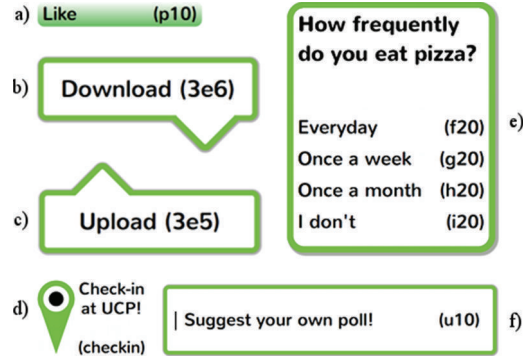 a) Like (p10)
b) Download (3e6)
c) Upload (3e5)
d) Check-in
at UCP!
(checkin)
How frequently
do you eat pizza?
Everyday (f20)
Once a week (g20)
Once a month (h20)
I don't (i20)
e)
| Suggest your own poll! (u10) f)